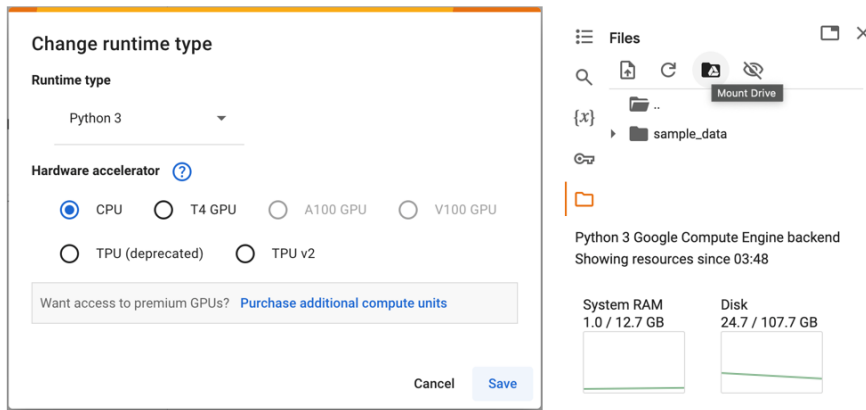 Change runtime type
Runtime type
Python 3
Hardware accelerator ?
CPU T4 GPU A100 GPU V100 GPU
TPU (deprecated) TPU v2
Want access to premium GPUs? Purchase additional compute units
Cancel Save
Files
Mount Drive
..
{x}
sample_data
Python 3 Google Compute Engine backend
Showing resources since 03:48
System RAM Disk
1.0 / 12.7 GB 24.7 / 107.7 GB